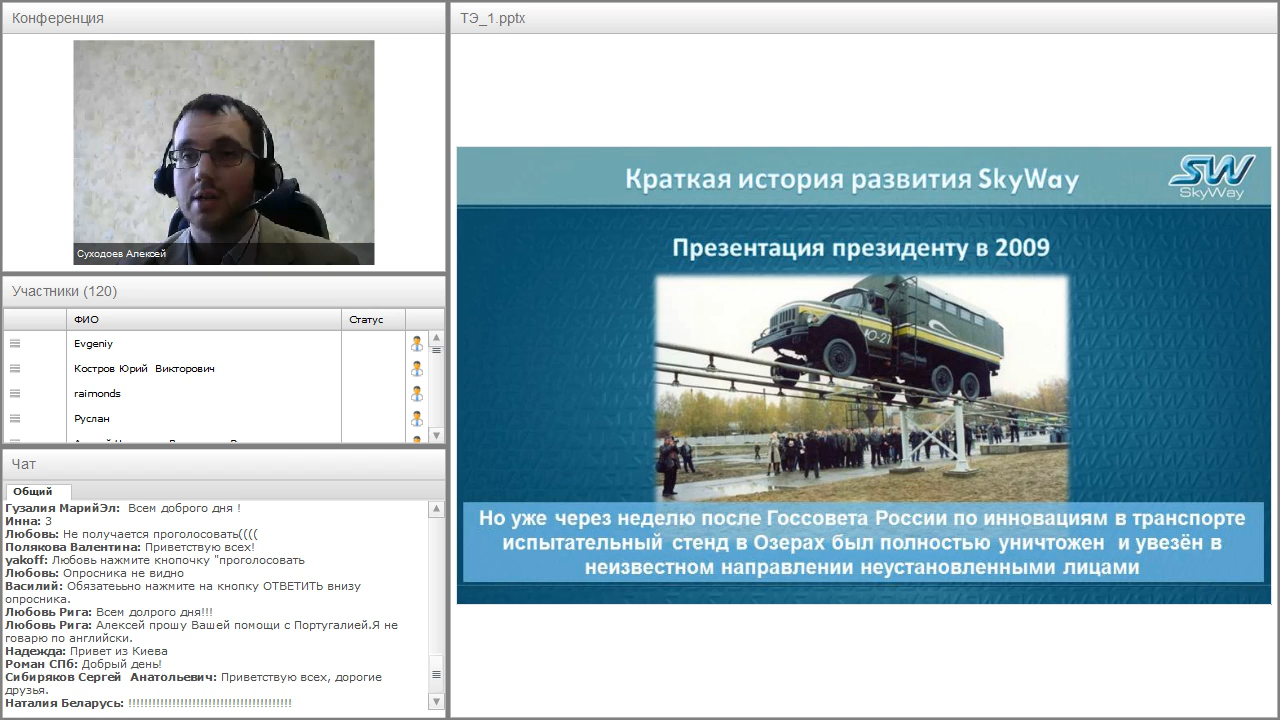 Конференция
Суходоев Алексей
Участники (120)
ФИО
Статус
Evgeniy
Костров Юрий Викторович
raimonds
Руслан
Чат
Общий
Гузалия МарийЭл: Всем доброго дня !
Инна: 3
Любовь: Не получается проголосовать((((
Полякова Валентина: Приветствую всех!
yakoff: Любовь нажмите кнопочку "проголосовать
Любовь: Опросника не видно
Василий: Обязатеьно нажмите на кнопку ОТВЕТИТЬ внизу
опросника.
Любовь Рига: Всем долрого дня!!!
Любовь Рига: Алексей прошу Вашей помощи с Португалией.Я не
говарю по английски.
Надежда: Привет из Киева
Роман СПб: Добрый день!
Сибиряков Сергей Анатольевич: Приветствую всех, дорогие
друзья.
Наталия Беларусь: !!!!!!!!!!!!!!!!!!!!!!!!!!!!!!!!!!!!!!!!!
ТЭ_1.pptx
Краткая история развития SkyWay
SW
SkyWay
Презентация президенту в 2009
Ю-21
Но уже через неделю после Госсовета России по инновациям в транспорте
испытательный стенд в Озерах был полностью уничтожен и увезён в
неизвестном направлении неустановленными лицами